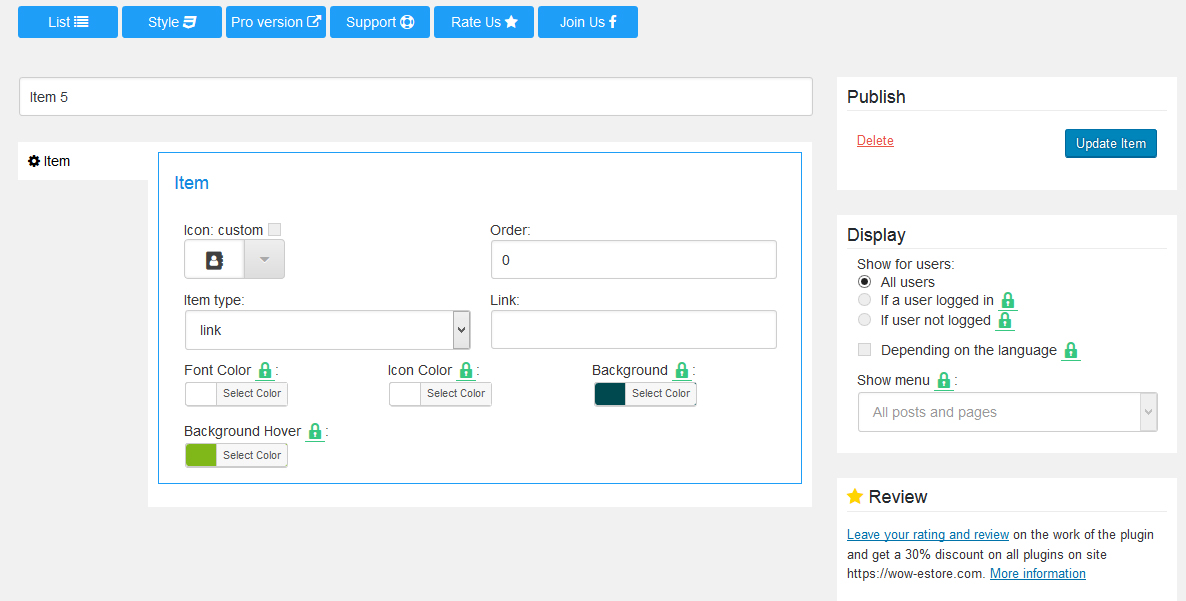 List
Style
Pro version
Support
Rate Us
Join Us
Item 5
Item
Item
Icon: custom
Order:
0
Item type:
Link:
link
Font Color :
Icon Color :
Background :
Select Color
Select Color
Select Color
Background Hover :
Select Color
Publish
Delete
Update Item
Display
Show for users:
All users
If a user logged in
If user not logged
Depending on the language
Show menu :
All posts and pages
Review
Leave your rating and review on the work of the plugin
and get a 30% discount on all plugins on site
https://wow-estore.com. More information